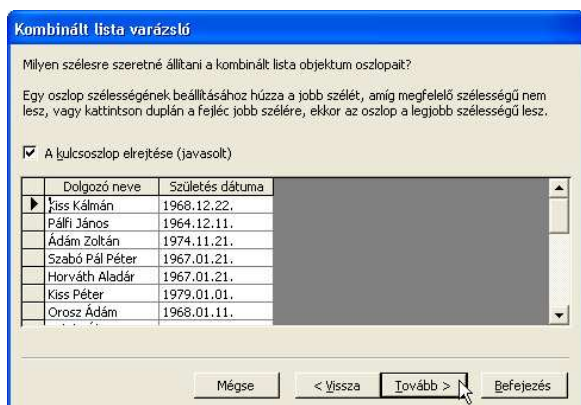 Kombinált lista varázsló
Milyen szélesre szeretné állítani a kombinált lista objektum oszlopait?
Egy oszlop szélességének beállításához húzza a jobb szélét, amíg megfelelő szélességű nem
lesz, vagy kattintson duplán a fejléc jobb szélére, ekkor az oszlop a legjobb szélességű lesz.
A kulcsoszlop elrejtése (javasolt)
Dolgozó neve Születés dátuma
Kiss Kálmán 1968.12.22.
Pálfi János 1964.12.11.
Ádám Zoltán 1974.11.21.
Szabó Pál Péter 1967.01.21.
Horváth Aladár 1967.01.21.
Kiss Péter 1979.01.01.
Orosz Ádám 1968.01.11.
Mégse < Vissza Tovább > Befejezés